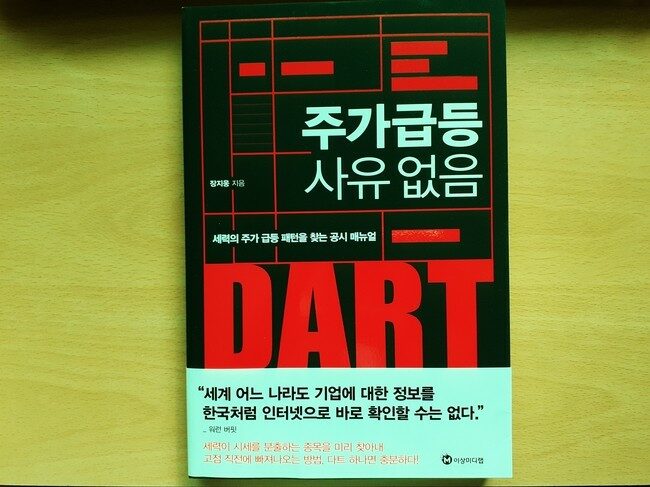 주가급등
사유 없음
장지웅 지음
세력의 주가 급등 패턴을 찾는 공시 매뉴얼
DART
“세계 어느 나라도 기업에 대한 정보를
한국처럼 인터넷으로 바로 확인할 수는 없다.”
_ 워런 버핏
세력이 시세를 분출하는 종목을 미리 찾아내
고점 직전에 빠져나오는 방법, 다트 하나면 충분하다!
M 이상미디랩